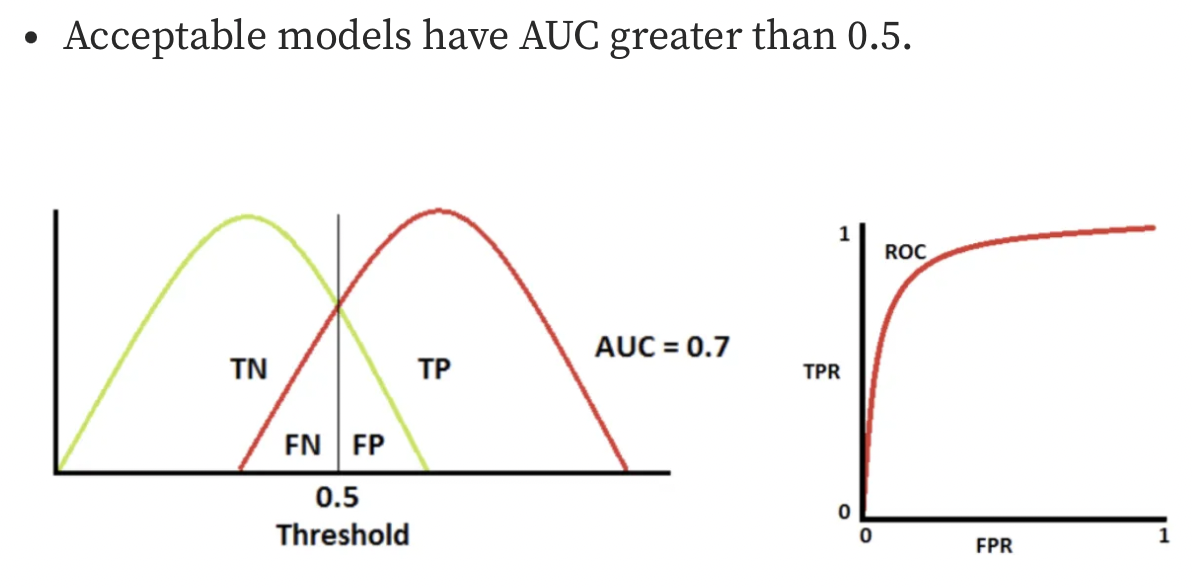 • Acceptable models have AUC greater than 0.5.
TN
TP
FN
FP
0.5
Threshold
AUC = 0.7
1
ROC
TPR
0
0
FPR
1